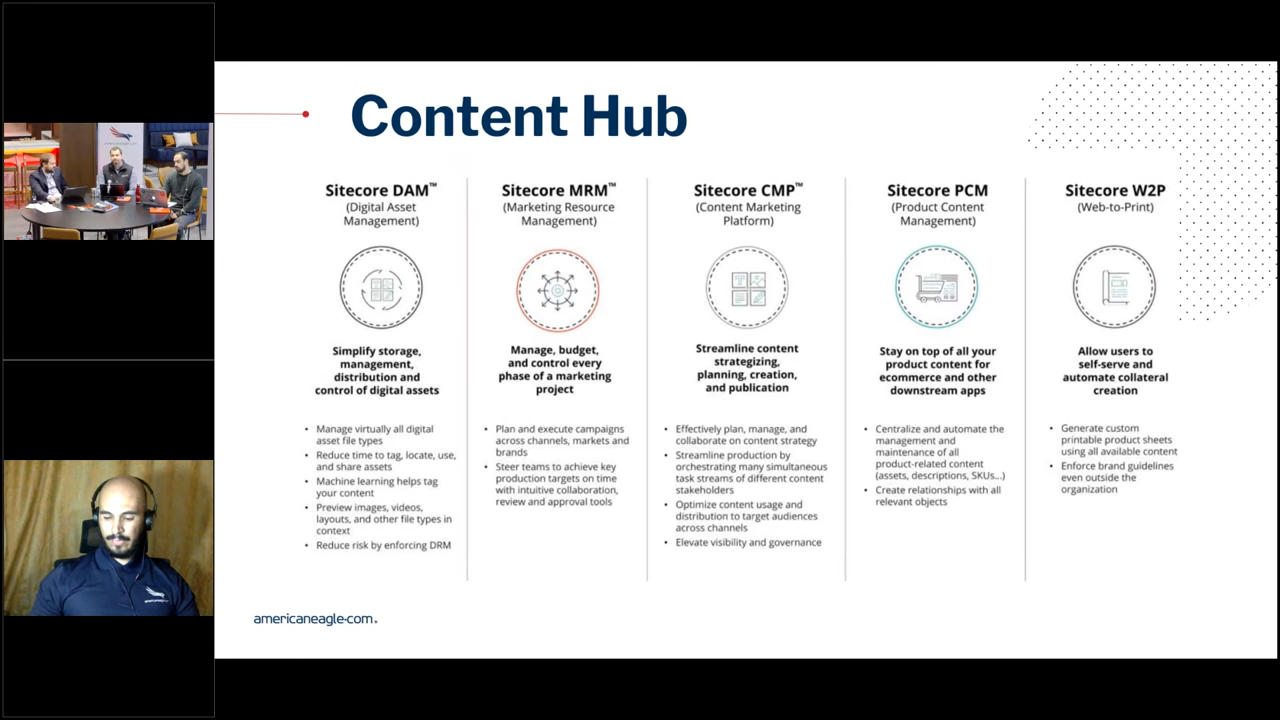 Content Hub
Sitecore DAM™
(Digital Asset
Management)
Simplify storage,
management,
distribution and
control of digital assets
• Manage virtually all digital
asset file types
• Reduce time to tag, locate, use,
and share assets
• Machine learning helps tag
your content
• Preview images, videos,
layouts, and other file types in
context
• Reduce risk by enforcing DRM
Sitecore MRM™
(Marketing Resource
Management)
Manage, budget,
and control every
phase of a marketing
project
• Plan and execute campaigns
across channels, markets and
brands
• Steer teams to achieve key
production targets on time
with intuitive collaboration,
review and approval tools
Sitecore CMP™
(Content Marketing
Platform)
Streamline content
strategizing,
planning, creation,
and publication
• Effectively plan, manage, and
collaborate on content strategy
• Streamline production by
orchestrating many simultaneous
task streams of different content
stakeholders
• Optimize content usage and
distribution to target audiences
across channels
• Elevate visibility and governance
Sitecore PCM
(Product Content
Management)
Stay on top of all your
product content for
ecommerce and other
downstream apps
• Centralize and automate the
management and
maintenance of all
product-related content
(assets, descriptions, SKUs...)
• Create relationships with all
relevant objects
Sitecore W2P
(Web-to-Print)
Allow users to
self-serve and
automate collateral
creation
• Generate custom
printable product sheets
using all available content
• Enforce brand guidelines
even outside the
organization
americaneagle.com®